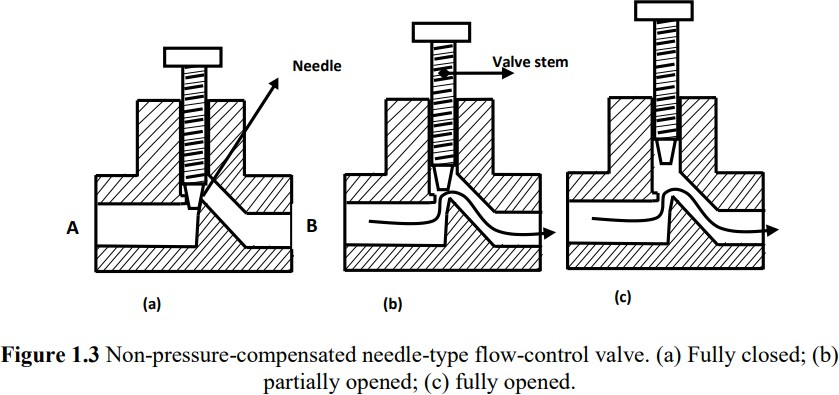 Needle
Valve stem
A
B
(a)
(b)
(c)
Figure 1.3 Non-pressure-compensated needle-type flow-control valve. (a) Fully closed; (b)
partially opened; (c) fully opened.